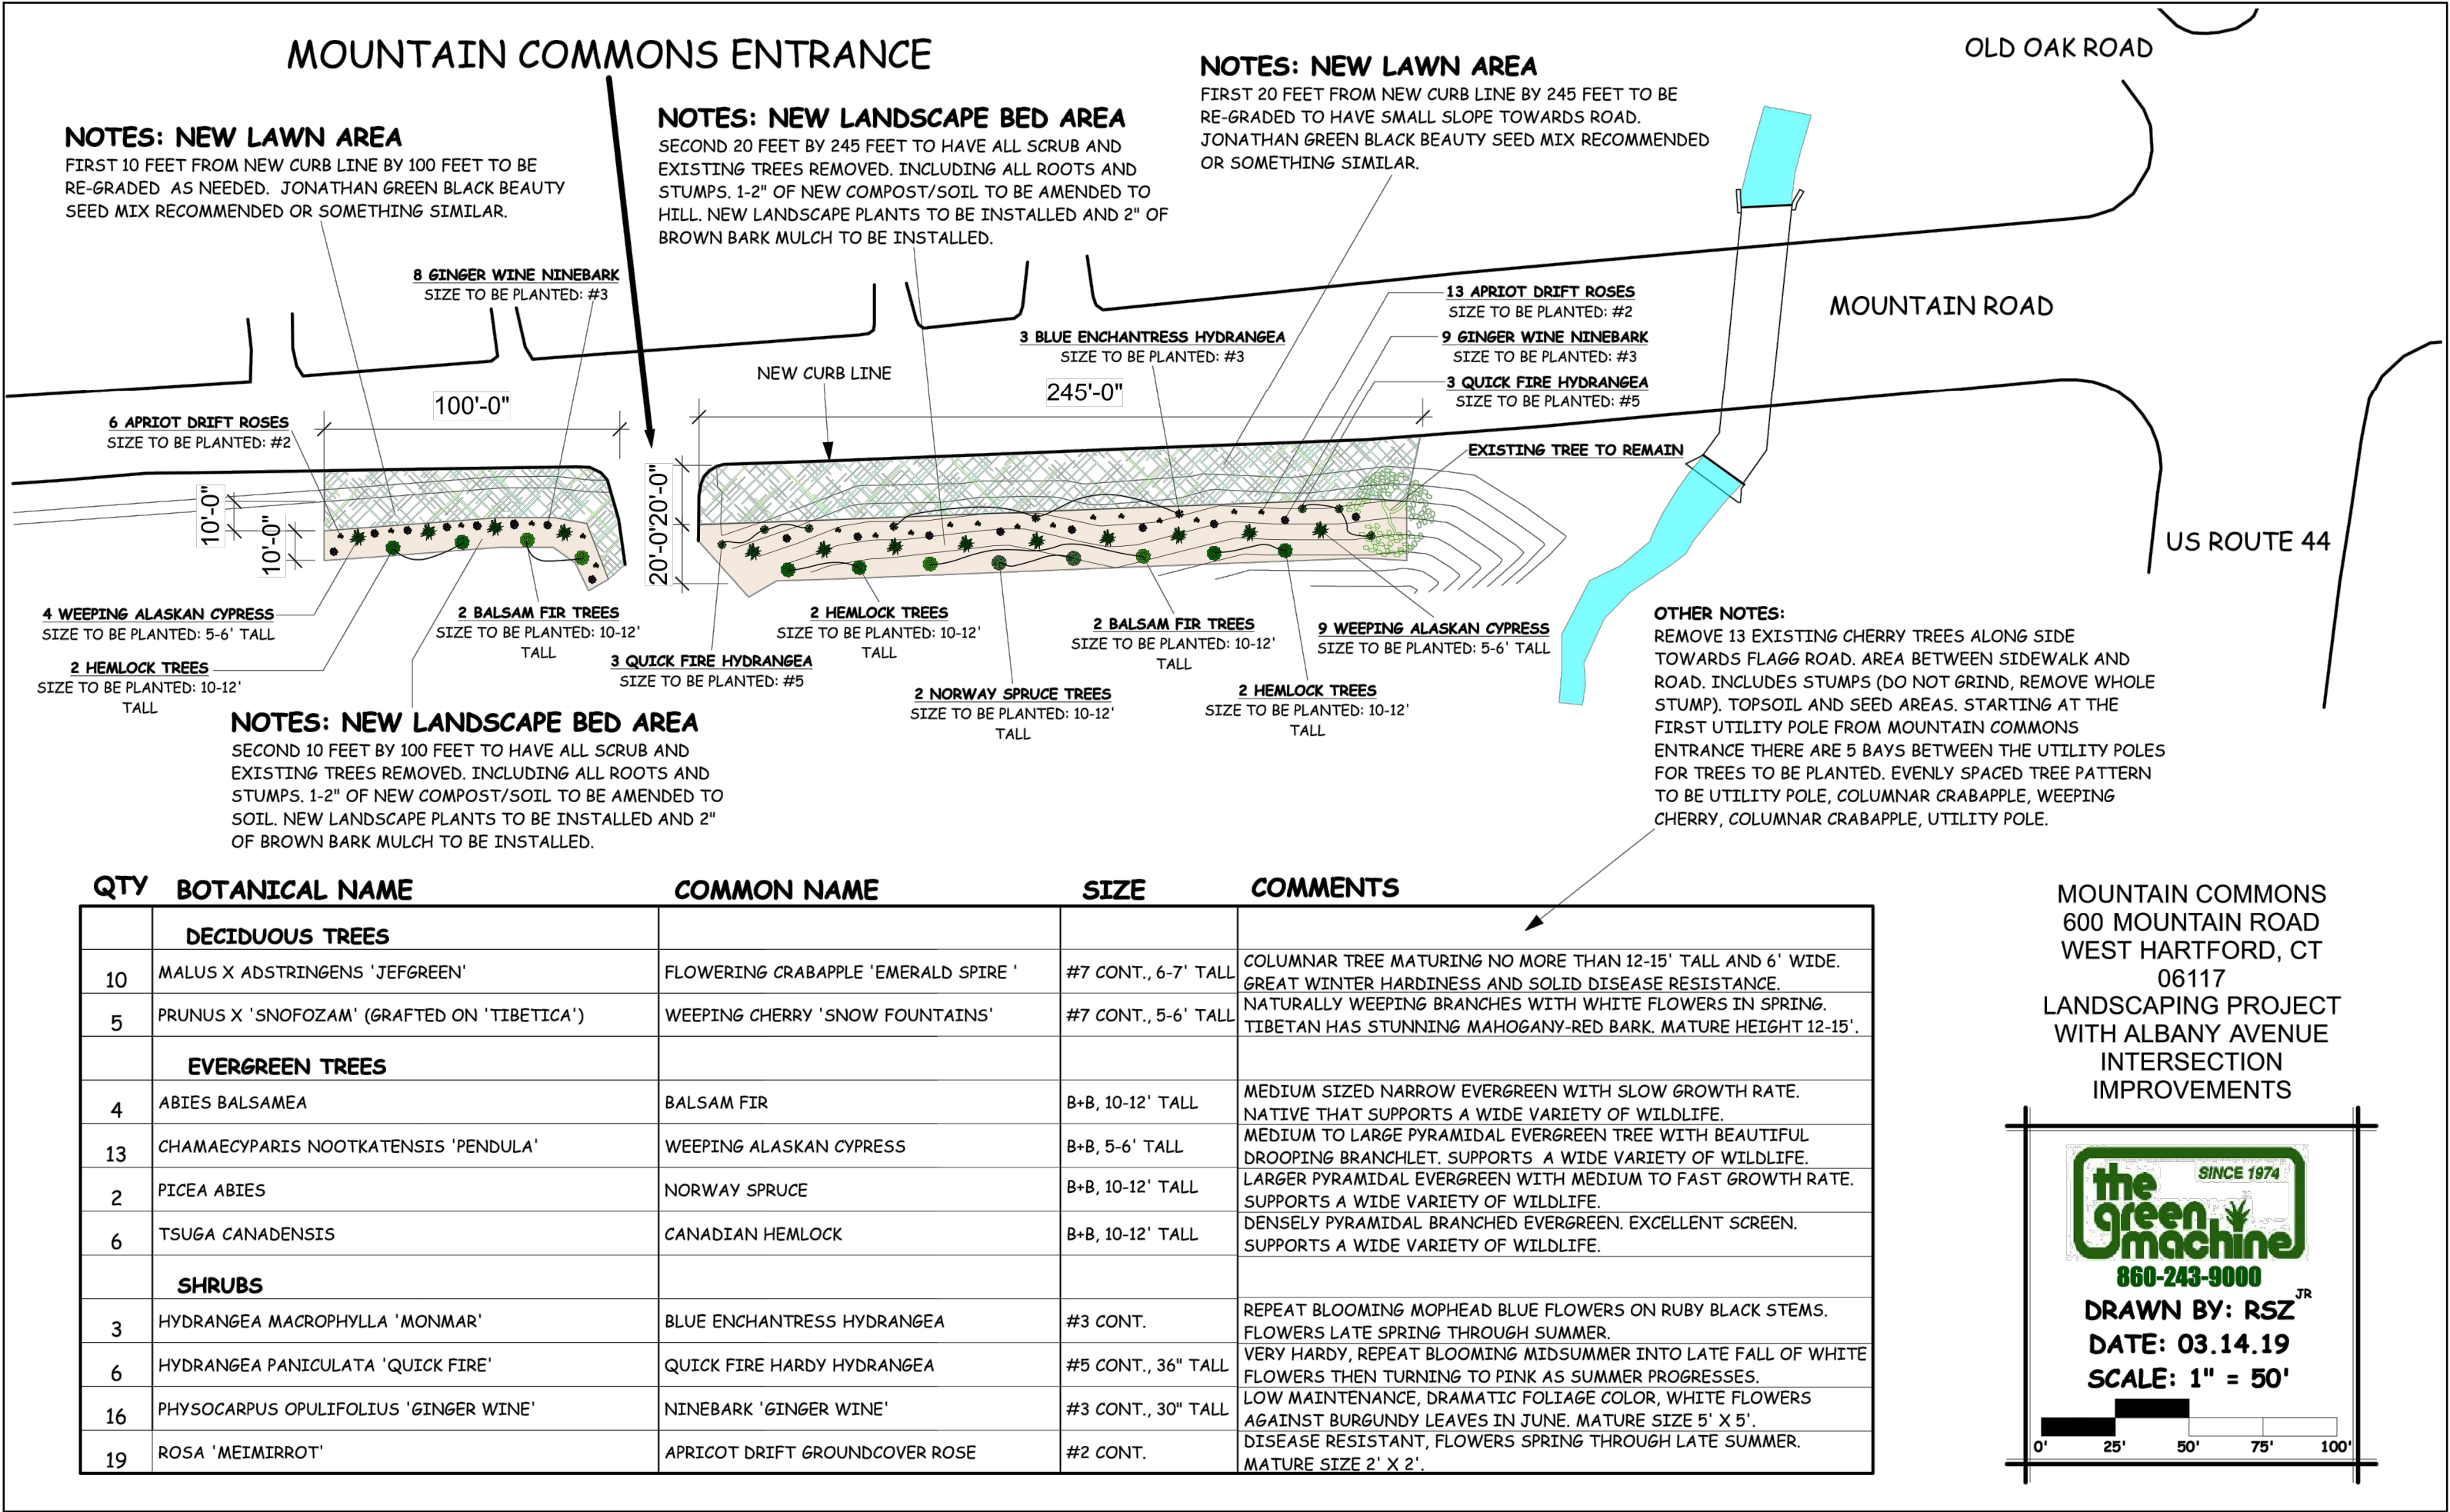 MOUNTAIN COMMONS ENTRANCE
OLD OAK ROAD
NOTES: NEW LAWN AREA
FIRST 10 FEET FROM NEW CURB LINE BY 100 FEET TO BE
RE-GRADED AS NEEDED. JONATHAN GREEN BLACK BEAUTY
SEED MIX RECOMMENDED OR SOMETHING SIMILAR.
NOTES: NEW LANDSCAPE BED AREA
SECOND 20 FEET BY 245 FEET TO HAVE ALL SCRUB AND
EXISTING TREES REMOVED. INCLUDING ALL ROOTS AND
STUMPS. 1-2" OF NEW COMPOST/SOIL TO BE AMENDED TO
HILL. NEW LANDSCAPE PLANTS TO BE INSTALLED AND 2" OF
BROWN BARK MULCH TO BE INSTALLED.
NOTES: NEW LAWN AREA
FIRST 20 FEET FROM NEW CURB LINE BY 245 FEET TO BE
RE-GRADED TO HAVE SMALL SLOPE TOWARDS ROAD.
JONATHAN GREEN BLACK BEAUTY SEED MIX RECOMMENDED
OR SOMETHING SIMILAR.
8 GINGER WINE NINEBARK
SIZE TO BE PLANTED: #3
13 APRIOT DRIFT ROSES
SIZE TO BE PLANTED: #2
MOUNTAIN ROAD
3 BLUE ENCHANTRESS HYDRANGEA
SIZE TO BE PLANTED: #3
9 GINGER WINE NINEBARK
SIZE TO BE PLANTED: #3
NEW CURB LINE
3 QUICK FIRE HYDRANGEA
SIZE TO BE PLANTED: #5
100'-0"
245'-0"
6 APRIOT DRIFT ROSES
SIZE TO BE PLANTED: #2
EXISTING TREE TO REMAIN
10'-0"
10'-0"
20'-0"
20'-0"
US ROUTE 44
4 WEEPING ALASKAN CYPRESS
SIZE TO BE PLANTED: 5-6' TALL
2 HEMLOCK TREES
SIZE TO BE PLANTED: 10-12'
TALL
2 BALSAM FIR TREES
SIZE TO BE PLANTED: 10-12'
TALL
3 QUICK FIRE HYDRANGEA
SIZE TO BE PLANTED: #5
2 HEMLOCK TREES
SIZE TO BE PLANTED: 10-12'
TALL
2 NORWAY SPRUCE TREES
SIZE TO BE PLANTED: 10-12'
TALL
2 BALSAM FIR TREES
SIZE TO BE PLANTED: 10-12'
TALL
2 HEMLOCK TREES
SIZE TO BE PLANTED: 10-12'
TALL
9 WEEPING ALASKAN CYPRESS
SIZE TO BE PLANTED: 5-6' TALL
NOTES: NEW LANDSCAPE BED AREA
SECOND 10 FEET BY 100 FEET TO HAVE ALL SCRUB AND
EXISTING TREES REMOVED. INCLUDING ALL ROOTS AND
STUMPS. 1-2" OF NEW COMPOST/SOIL TO BE AMENDED TO
SOIL. NEW LANDSCAPE PLANTS TO BE INSTALLED AND 2"
OF BROWN BARK MULCH TO BE INSTALLED.
OTHER NOTES:
REMOVE 13 EXISTING CHERRY TREES ALONG SIDE
TOWARDS FLAGG ROAD. AREA BETWEEN SIDEWALK AND
ROAD. INCLUDES STUMPS (DO NOT GRIND, REMOVE WHOLE
STUMP). TOPSOIL AND SEED AREAS. STARTING AT THE
FIRST UTILITY POLE FROM MOUNTAIN COMMONS
ENTRANCE THERE ARE 5 BAYS BETWEEN THE UTILITY POLES
FOR TREES TO BE PLANTED. EVENLY SPACED TREE PATTERN
TO BE UTILITY POLE, COLUMNAR CRABAPPLE, WEEPING
CHERRY, COLUMNAR CRABAPPLE, UTILITY POLE.
QTY BOTANICAL NAME COMMON NAME SIZE COMMENTS
DECIDUOUS TREES
10 MALUS X ADSTRINGENS 'JEFGREEN' FLOWERING CRABAPPLE 'EMERALD SPIRE ' #7 CONT., 6-7' TALL COLUMNAR TREE MATURING NO MORE THAN 12-15' TALL AND 6' WIDE.
GREAT WINTER HARDINESS AND SOLID DISEASE RESISTANCE.
5 PRUNUS X 'SNOFOZAM' (GRAFTED ON 'TIBETICA') WEEPING CHERRY 'SNOW FOUNTAINS' #7 CONT., 5-6' TALL NATURALLY WEEPING BRANCHES WITH WHITE FLOWERS IN SPRING.
TIBETAN HAS STUNNING MAHOGANY-RED BARK. MATURE HEIGHT 12-15'.
EVERGREEN TREES
4 ABIES BALSAMEA BALSAM FIR B+B, 10-12' TALL MEDIUM SIZED NARROW EVERGREEN WITH SLOW GROWTH RATE.
NATIVE THAT SUPPORTS A WIDE VARIETY OF WILDLIFE.
13 CHAMAECYPARIS NOOTKATENSIS 'PENDULA' WEEPING ALASKAN CYPRESS B+B, 5-6' TALL MEDIUM TO LARGE PYRAMIDAL EVERGREEN TREE WITH BEAUTIFUL
DROOPING BRANCHLET. SUPPORTS A WIDE VARIETY OF WILDLIFE.
2 PICEA ABIES NORWAY SPRUCE B+B, 10-12' TALL LARGER PYRAMIDAL EVERGREEN WITH MEDIUM TO FAST GROWTH RATE.
SUPPORTS A WIDE VARIETY OF WILDLIFE.
6 TSUGA CANADENSIS CANADIAN HEMLOCK B+B, 10-12' TALL DENSELY PYRAMIDAL BRANCHED EVERGREEN. EXCELLENT SCREEN.
SUPPORTS A WIDE VARIETY OF WILDLIFE.
SHRUBS
3 HYDRANGEA MACROPHYLLA 'MONMAR' BLUE ENCHANTRESS HYDRANGEA #3 CONT. REPEAT BLOOMING MOPHEAD BLUE FLOWERS ON RUBY BLACK STEMS.
FLOWERS LATE SPRING THROUGH SUMMER.
6 HYDRANGEA PANICULATA 'QUICK FIRE' QUICK FIRE HARDY HYDRANGEA #5 CONT., 36" TALL VERY HARDY, REPEAT BLOOMING MIDSUMMER INTO LATE FALL OF WHITE
FLOWERS THEN TURNING TO PINK AS SUMMER PROGRESSES.
16 PHYSOCARPUS OPULIFOLIUS 'GINGER WINE' NINEBARK 'GINGER WINE' #3 CONT., 30" TALL LOW MAINTENANCE, DRAMATIC FOLIAGE COLOR, WHITE FLOWERS
AGAINST BURGUNDY LEAVES IN JUNE. MATURE SIZE 5' X 5'.
19 ROSA 'MEIMIRROT' APRICOT DRIFT GROUNDCOVER ROSE #2 CONT. DISEASE RESISTANT, FLOWERS SPRING THROUGH LATE SUMMER.
MATURE SIZE 2' X 2'.
MOUNTAIN COMMONS
600 MOUNTAIN ROAD
WEST HARTFORD, CT
06117
LANDSCAPING PROJECT
WITH ALBANY AVENUE
INTERSECTION
IMPROVEMENTS
SINCE 1974
the
green
machine
860-243-9000
DRAWN BY: RSZ JR
DATE: 03.14.19
SCALE: 1" = 50'
0' 25' 50' 75' 100'